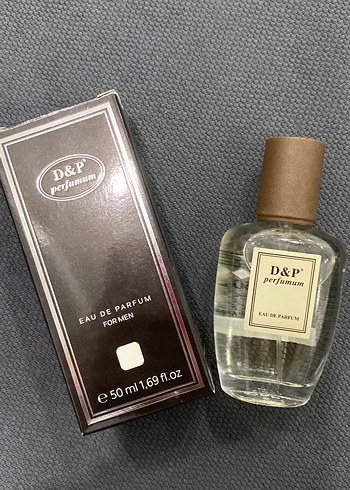 D&P®
perfumum
EAU DE PARFUM
FOR MEN
℮ 50 ml 1,69 fl.oz
D&P®
perfumum
EAU DE PARFUM